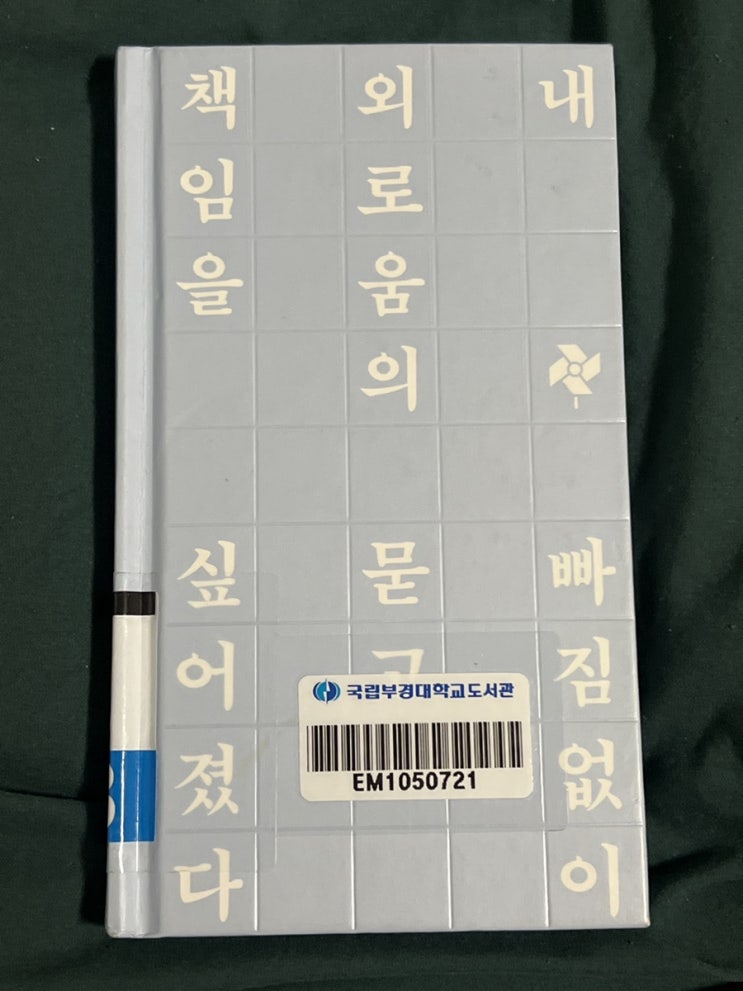 내
외로움의
책임을
빠짐없이
묻고
싶어졌다
국립부경대학교도서관
EM1050721